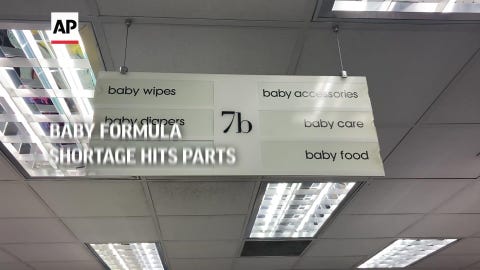 AP
baby wipes
baby diapers
7b
baby accessories
baby care
baby food
BABY FORMULA
SHORTAGE HITS PARTS